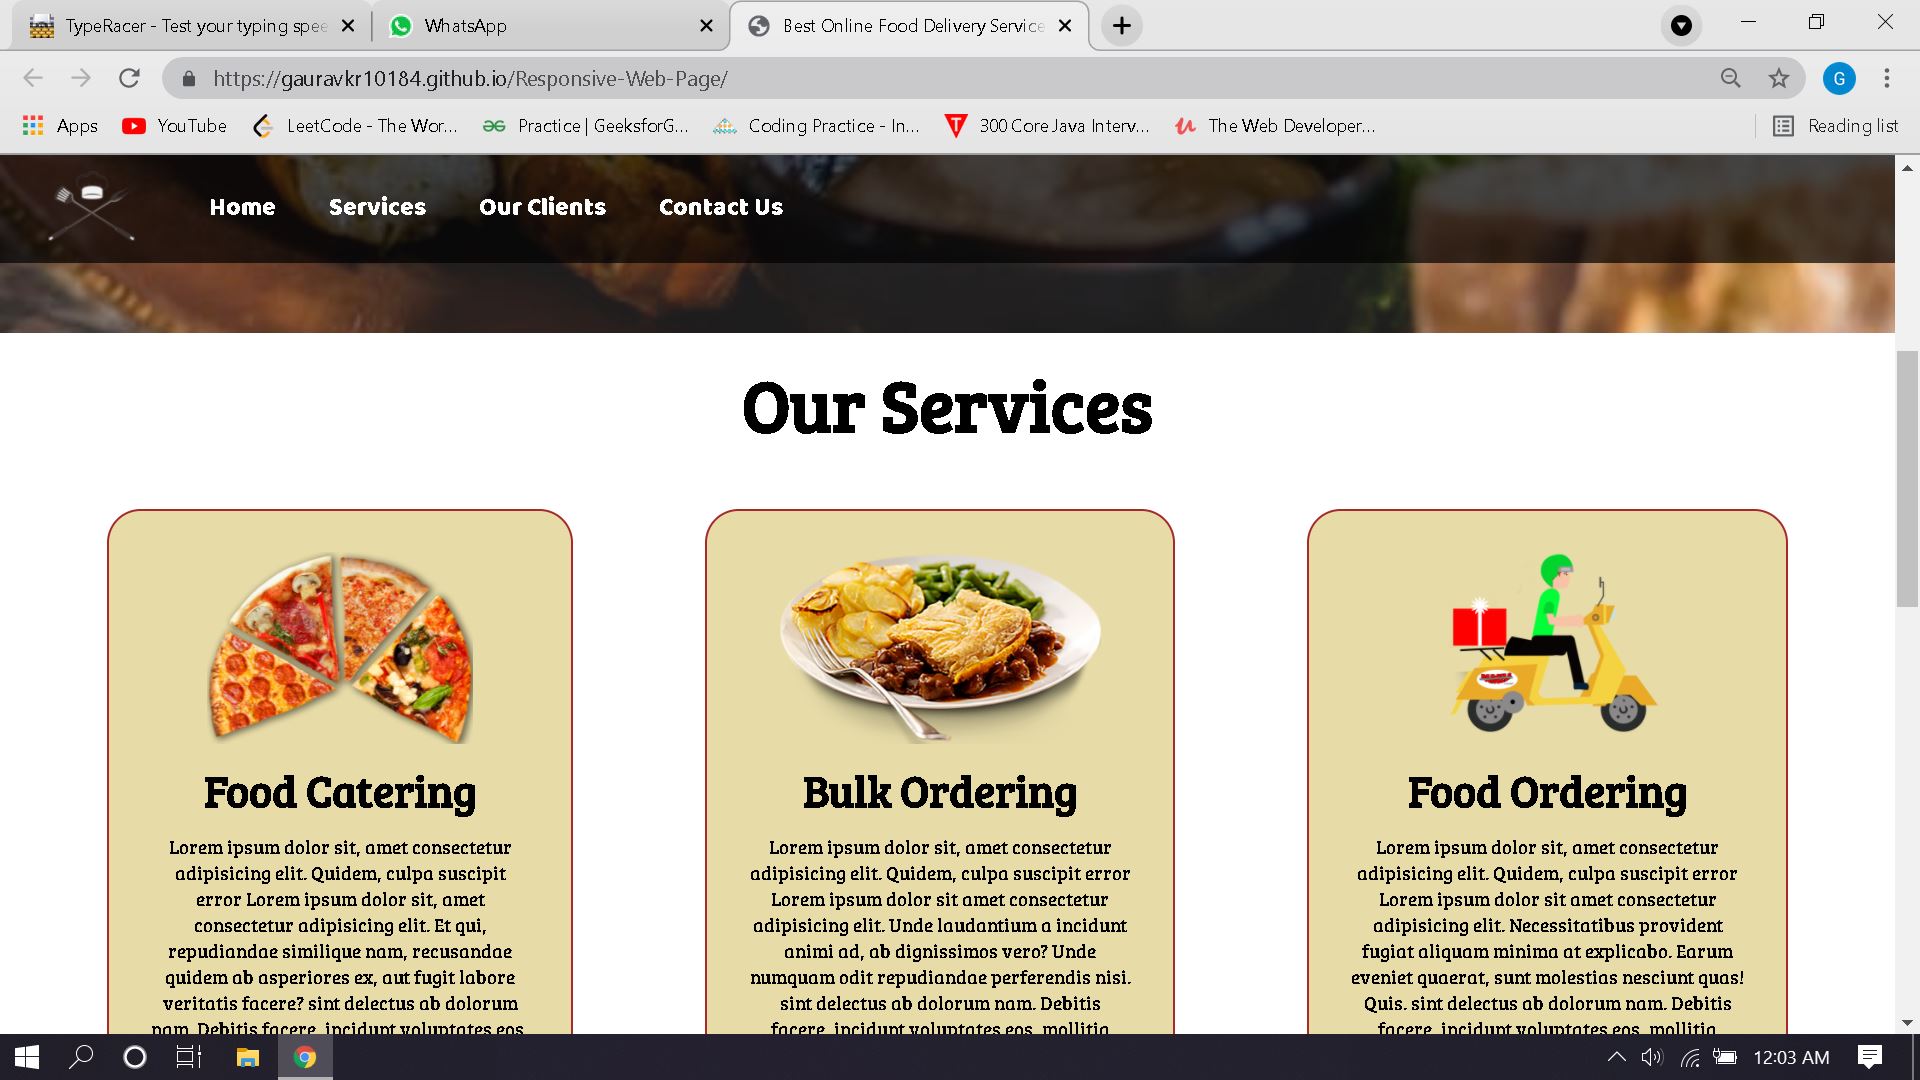 TypeRacer - Test your typing spee
WhatsApp
Best Online Food Delivery Service
https://gauravkr10184.github.io/Responsive-Web-Page/
G
Apps
YouTube
LeetCode - The Wor...
Practice | GeeksforG...
Coding Practice - In...
300 Core Java Interv...
The Web Developer...
Reading list
Home
Services
Our Clients
Contact Us
Our Services
Food Catering
Lorem ipsum dolor sit, amet consectetur
adipisicing elit. Quidem, culpa suscipit
error Lorem ipsum dolor sit, amet
consectetur adipisicing elit. Et qui,
repudiandae similique nam, recusandae
quidem ab asperiores ex, aut fugit labore
veritatis facere? sint delectus ab dolorum
nam. Debitis facere, incidunt voluptates eos
Bulk Ordering
Lorem ipsum dolor sit, amet consectetur
adipisicing elit. Quidem, culpa suscipit error
Lorem ipsum dolor sit amet consectetur
adipisicing elit. Unde laudantium a incidunt
animi ad, ab dignissimos vero? Unde
numquam odit repudiandae perferendis nisi.
sint delectus ab dolorum nam. Debitis
facere, incidunt voluptates eos, mollitia
Food Ordering
Lorem ipsum dolor sit, amet consectetur
adipisicing elit. Quidem, culpa suscipit error
Lorem ipsum dolor sit amet consectetur
adipisicing elit. Necessitatibus provident
fugiat aliquam minima at explicabo. Earum
eveniet quaerat, sunt molestias nesciunt quas!
Quis. sint delectus ab dolorum nam. Debitis
facere, incidunt voluptates eos, mollitia
12:03 AM